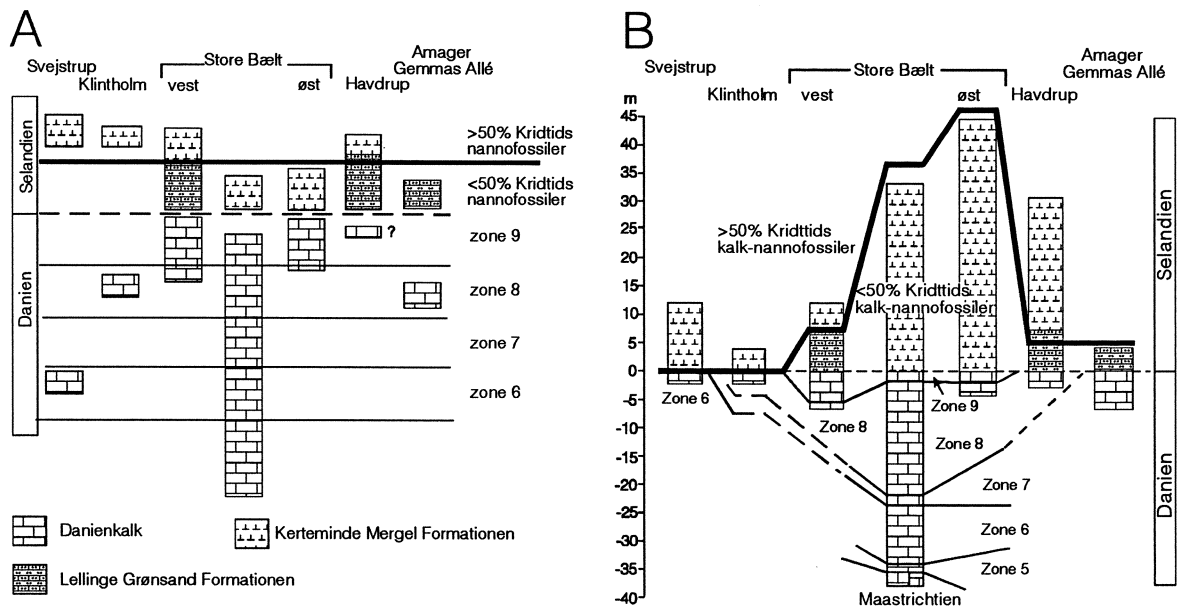 A
Svejstrup
Klintholm
Store Bælt
vest
øst
Havdrup
Amager
Gemmas Allé
Selandien
Danien
>50% Kridtids
nannofossiler
<50% Kridtids
nannofossiler
?
zone 9
zone 8
zone 7
zone 6
Danienkalk
Kerteminde Mergel Formationen
Lellinge Grønsand Formationen
B
Svejstrup
Klintholm
Store Bælt
vest
øst
Havdrup
Amager
Gemmas Allé
m
45
40
35
30
25
20
15
10
5
0
-5
-10
-15
-20
-25
-30
-35
-40
>50% Kridttids
kalk-nannofossiler
<50% Kridttids
kalk-nannofossiler
Zone 6
Zone 8
Zone 9
Zone 8
Zone 7
Zone 6
Zone 5
Maastrichtien
Selandien
Danien